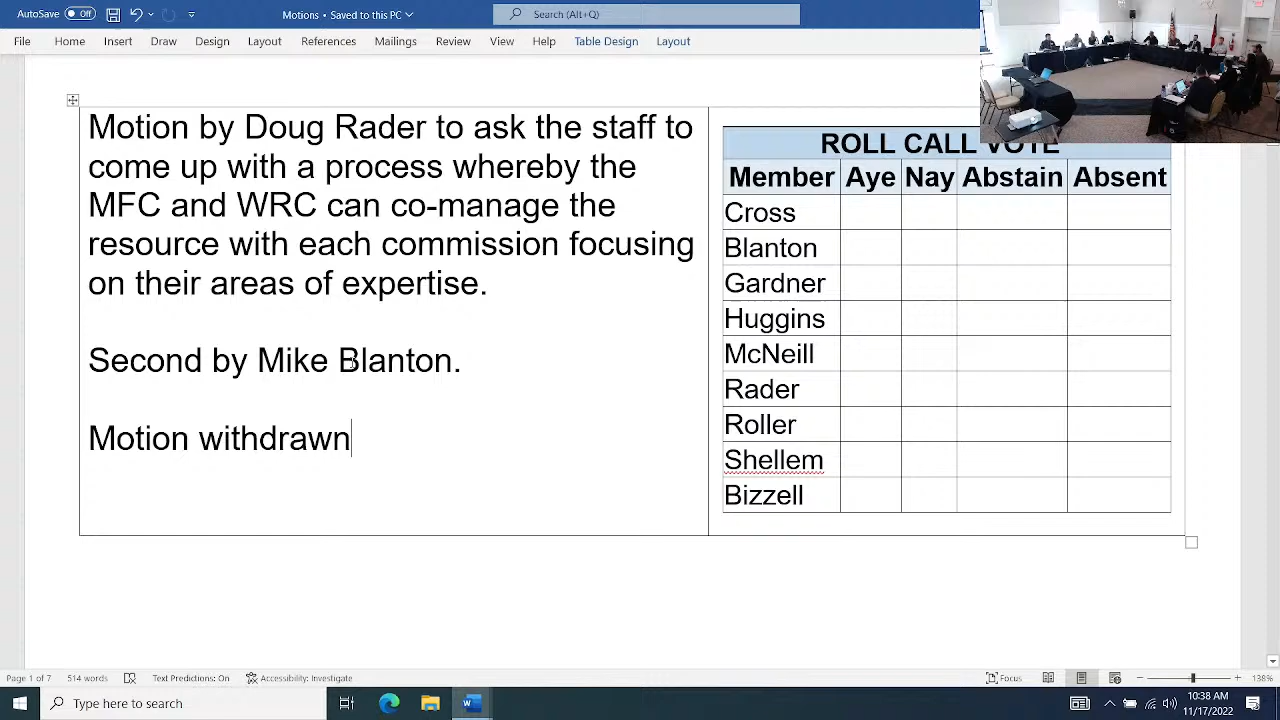 AutoSave Off Motions • Saved to this PC Search (Alt+Q)
File Home Insert Draw Design Layout References Mailings Review View Help Table Design Layout
Motion by Doug Rader to ask the staff to
come up with a process whereby the
MFC and WRC can co-manage the
resource with each commission focusing
on their areas of expertise.
Second by Mike Blanton.
Motion withdrawn
ROLL CALL VOTE
Member Aye Nay Abstain Absent
Cross
Blanton
Gardner
Huggins
McNeill
Rader
Roller
Shellem
Bizzell
Page 1 of 7 514 words Text Predictions: On Accessibility: Investigate Focus 138%
Type here to search 10:38 AM
11/17/2022